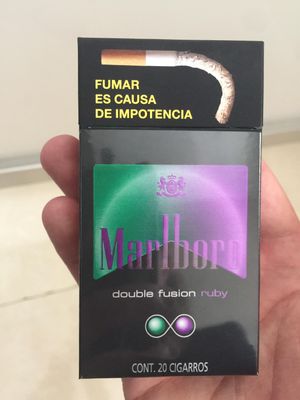 FUMAR
ES CAUSA
DE IMPOTENCIA
Marlboro
double fusion ruby
CONT. 20 CIGARROS